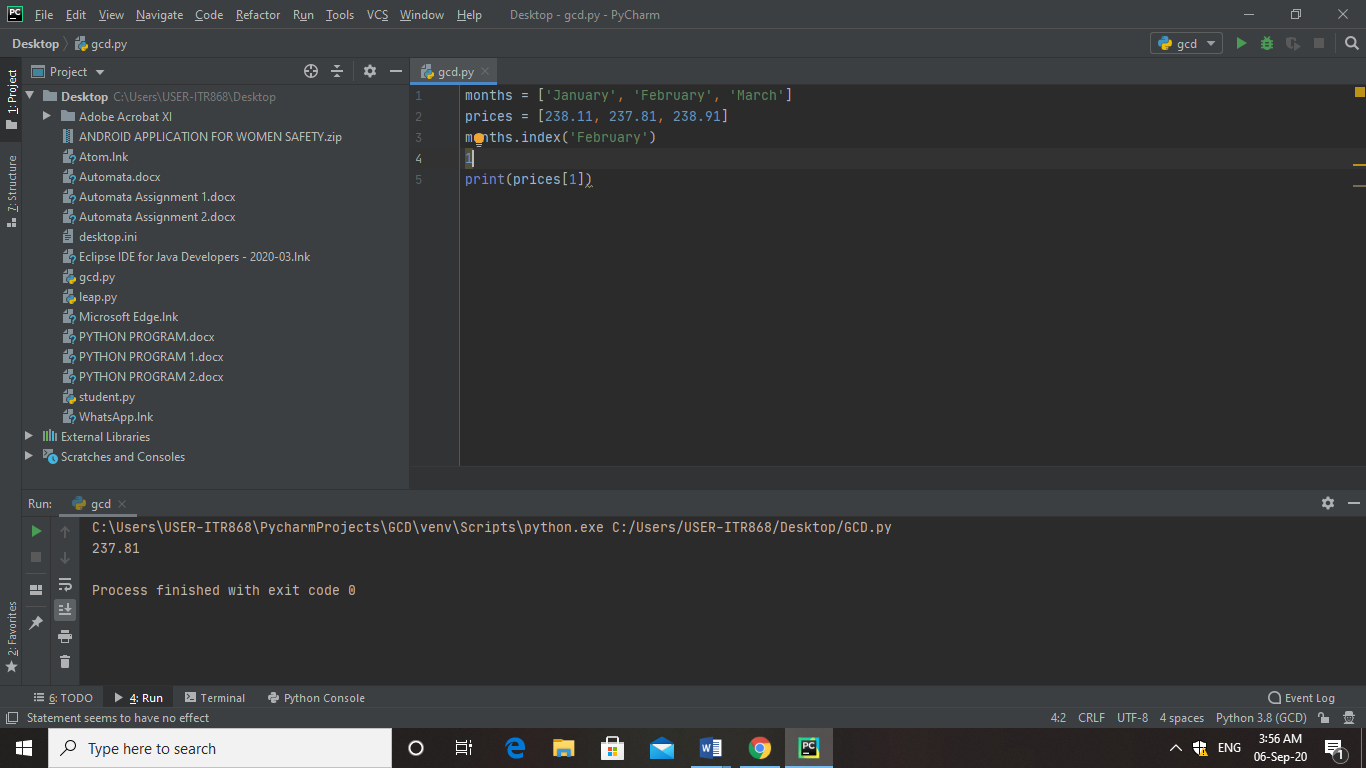 File Edit View Navigate Code Refactor Run Tools VCS Window Help Desktop - gcd.py - PyCharm
Desktop gcd.py gcd
Project gcd.py
1: Project
7: Structure
2: Favorites
Desktop C:\Users\USER-ITR868\Desktop
Adobe Acrobat XI
ANDROID APPLICATION FOR WOMEN SAFETY.zip
Atom.lnk
Automata.docx
Automata Assignment 1.docx
Automata Assignment 2.docx
desktop.ini
Eclipse IDE for Java Developers - 2020-03.lnk
gcd.py
leap.py
Microsoft Edge.lnk
PYTHON PROGRAM.docx
PYTHON PROGRAM 1.docx
PYTHON PROGRAM 2.docx
student.py
WhatsApp.lnk
External Libraries
Scratches and Consoles
1 months = ['January', 'February', 'March']
2 prices = [238.11, 237.81, 238.91]
3 months.index('February')
4 1
5 print(prices[1])
Run: gcd
C:\Users\USER-ITR868\PycharmProjects\GCD\venv\Scripts\python.exe C:/Users/USER-ITR868/Desktop/GCD.py
237.81
Process finished with exit code 0
6: TODO 4: Run Terminal Python Console Event Log
Statement seems to have no effect 4:2 CRLF UTF-8 4 spaces Python 3.8 (GCD)
Type here to search ENG 3:56 AM
06-Sep-20 1